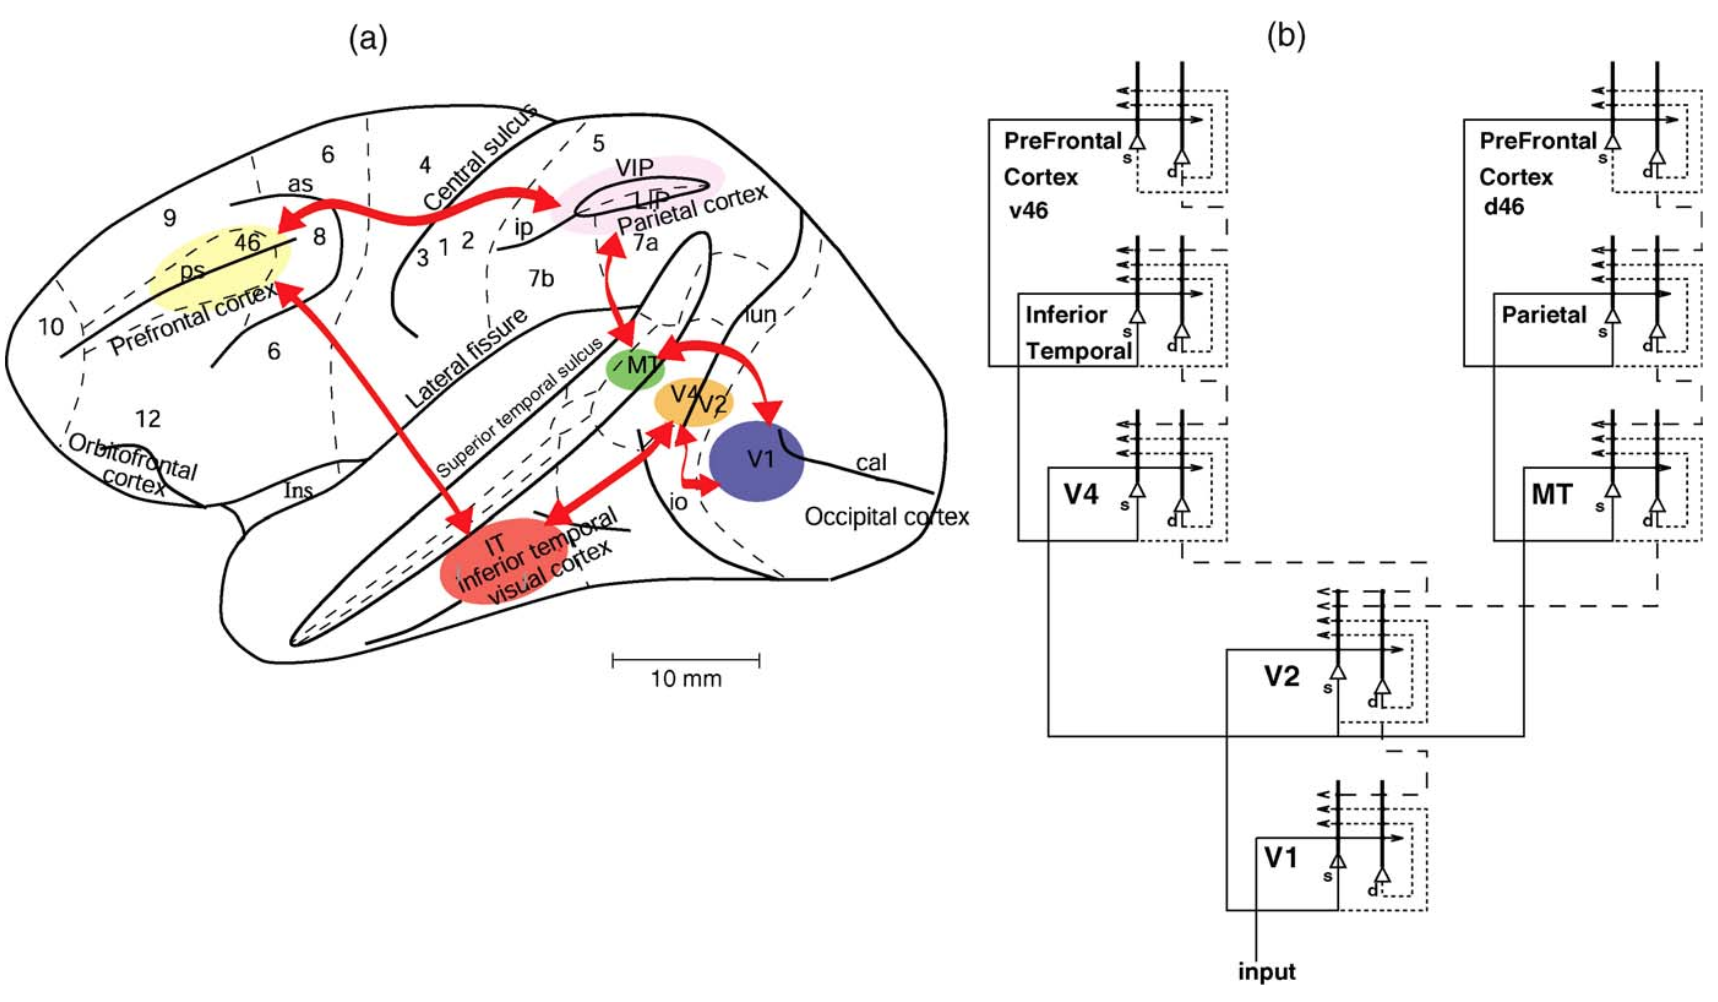 (a)
Central sulcus
6
4
5
as
VIP
9
LIP
Parietal cortex
46
8
ip
3
1
2
7a
ps
7b
Prefrontal cortex
10
lun
6
Lateral fissure
Superior temporal sulcus
MT
V4
V2
12
V1
cal
Orbitofrontal
cortex
Ins
io
Occipital cortex
IT
inferior temporal
visual cortex
10 mm
(b)
PreFrontal
s
d
Cortex
v46
PreFrontal
s
d
Cortex
d46
Inferior
s
Temporal
d
Parietal
s
d
V4
s
d
MT
s
d
V2
s
d
V1
s
d
input